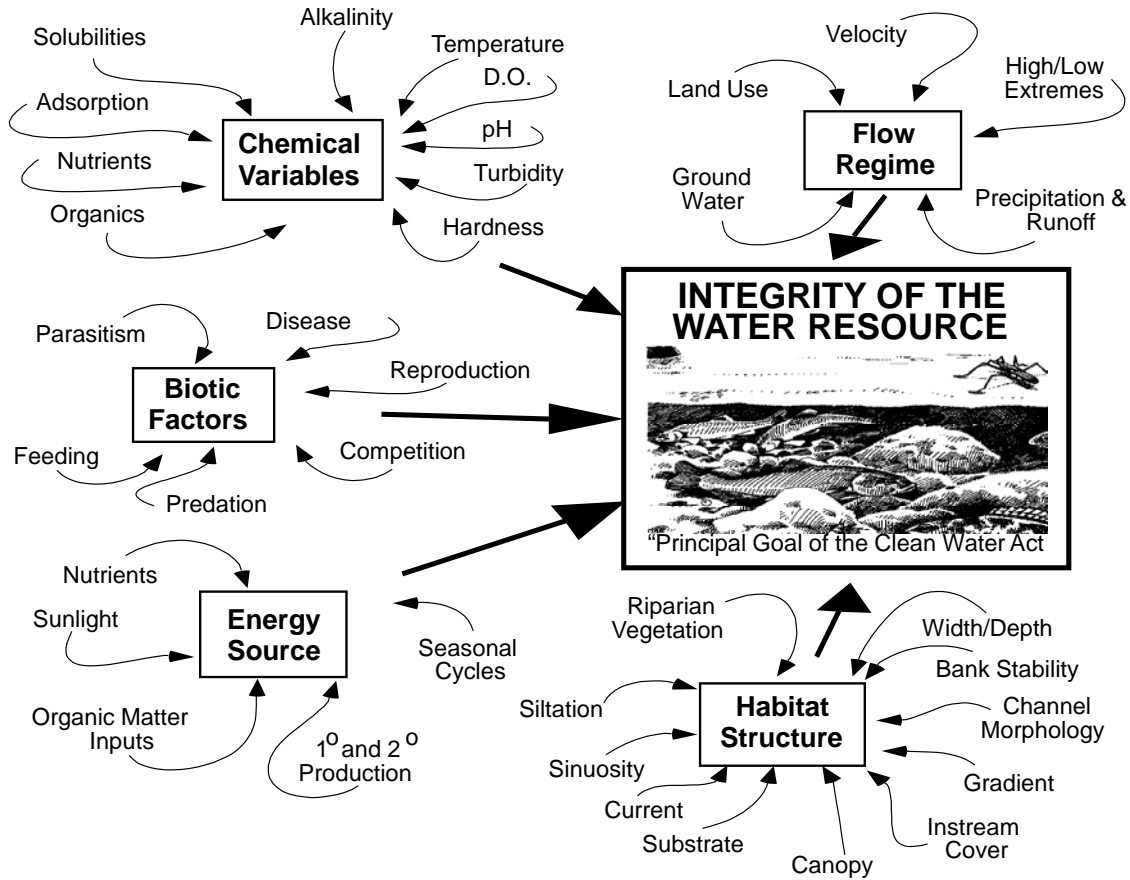 Alkalinity
Solubilities
Temperature
D.O.
Adsorption
pH
Nutrients
Turbidity
Organics
Hardness
Chemical
Variables
Velocity
Land Use
High/Low
Extremes
Flow
Regime
Ground
Water
Precipitation &
Runoff
INTEGRITY OF THE
WATER RESOURCE
“Principal Goal of the Clean Water Act
Parasitism
Disease
Reproduction
Biotic
Factors
Feeding
Competition
Predation
Nutrients
Sunlight
Energy
Source
Seasonal
Cycles
Organic Matter
Inputs
1º and 2º
Production
Riparian
Vegetation
Width/Depth
Bank Stability
Siltation
Habitat
Structure
Channel
Morphology
Sinuosity
Gradient
Current
Substrate
Canopy
Instream
Cover